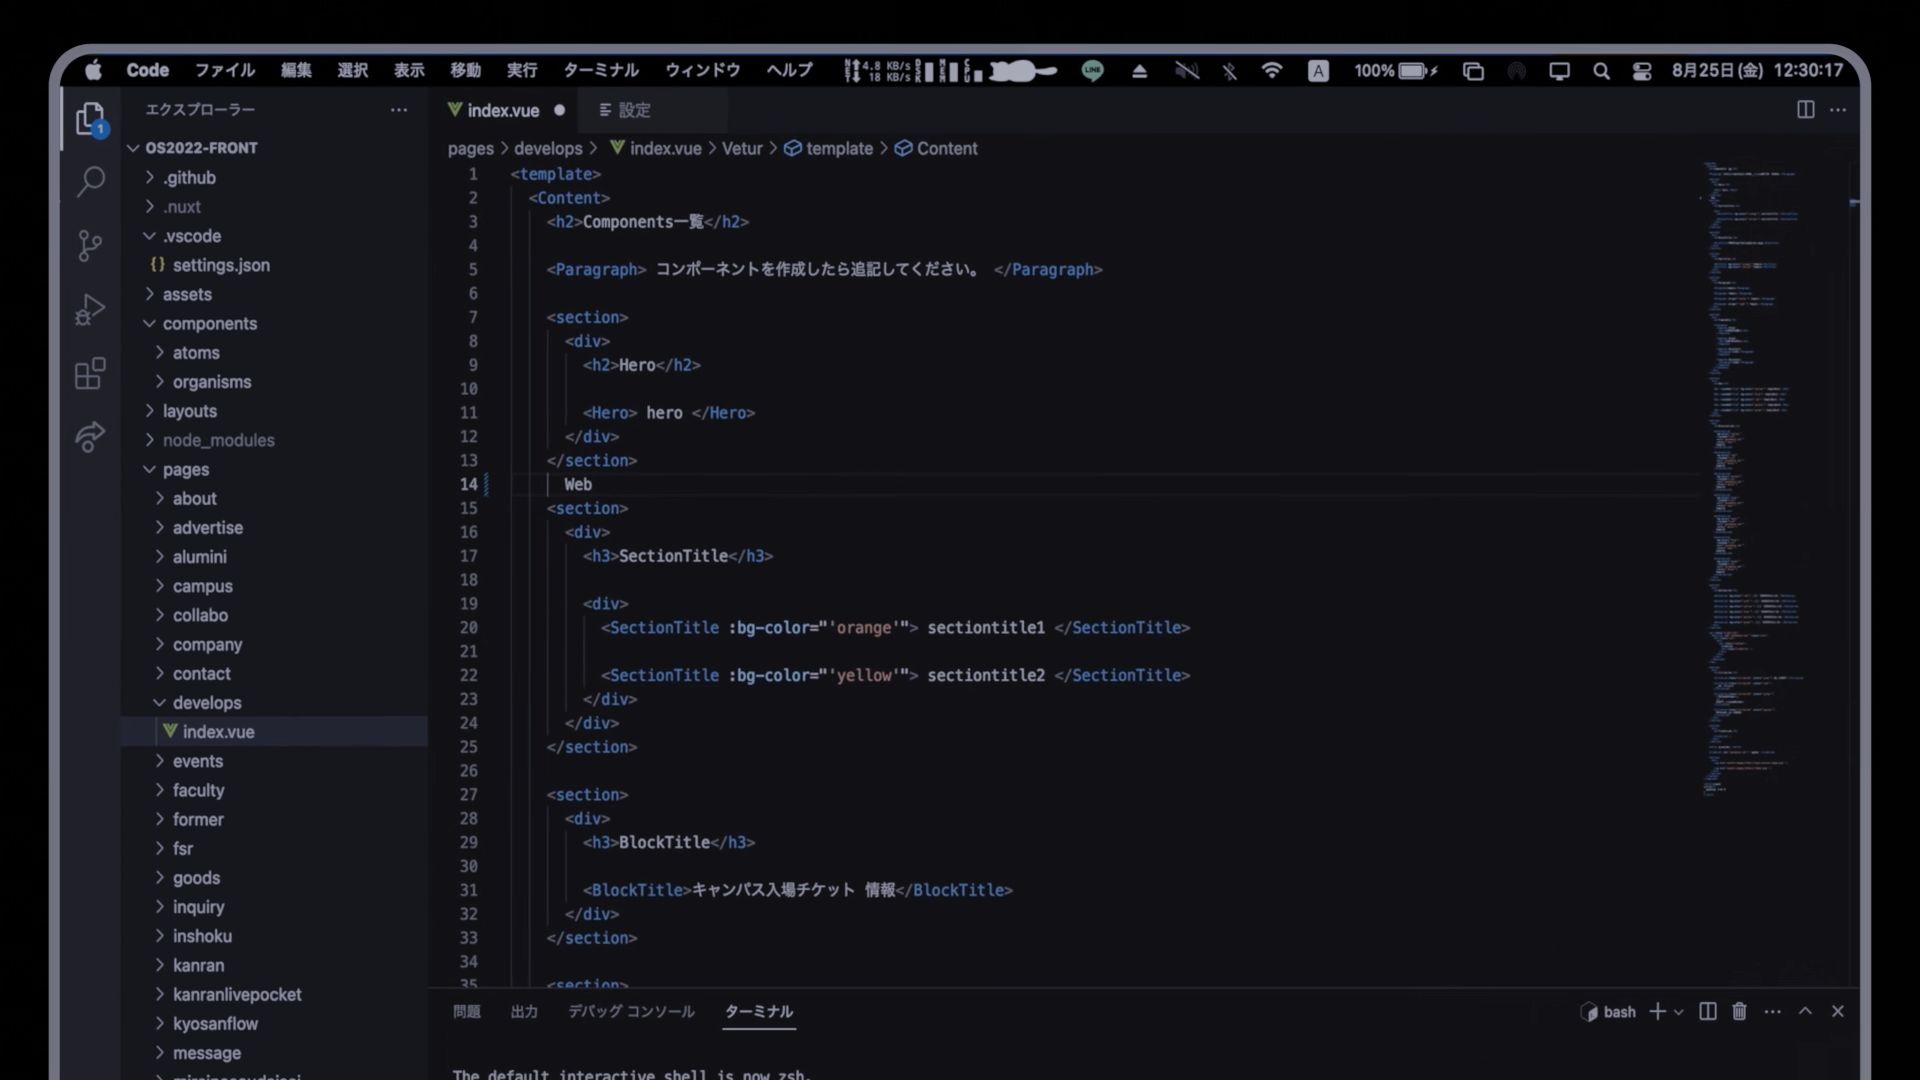 Code ファイル 編集 選択 表示 移動 実行 ターミナル ウィンドウ ヘルプ 4.8 KB/s 18 KB/s LINE A 100% 8月25日(金) 12:30:17
エクスプローラー
index.vue 設定
1
OS2022-FRONT
.github
.nuxt
.vscode
{} settings.json
assets
components
atoms
organisms
layouts
node_modules
pages
about
advertise
alumini
campus
collabo
company
contact
develops
index.vue
events
faculty
former
fsr
goods
inquiry
inshoku
kanran
kanranlivepocket
kyosanflow
message
pages > develops > index.vue > Vetur > template > Content
1 <template>
2 <Content>
3 <h2>Components一覧</h2>
4
5 <Paragraph> コンポーネントを作成したら追記してください。 </Paragraph>
6
7 <section>
8 <div>
9 <h2>Hero</h2>
10
11 <Hero> hero </Hero>
12 </div>
13 </section>
14 Web
15 <section>
16 <div>
17 <h3>SectionTitle</h3>
18
19 <div>
20 <SectionTitle :bg-color="'orange'"> sectiontitle1 </SectionTitle>
21
22 <SectionTitle :bg-color="'yellow'"> sectiontitle2 </SectionTitle>
23 </div>
24 </div>
25 </section>
26
27 <section>
28 <div>
29 <h3>BlockTitle</h3>
30
31 <BlockTitle>キャンパス入場チケット 情報</BlockTitle>
32 </div>
33 </section>
34
35 <section>
問題 出力 デバッグ コンソール ターミナル bash
The default interactive shell is now zsh.